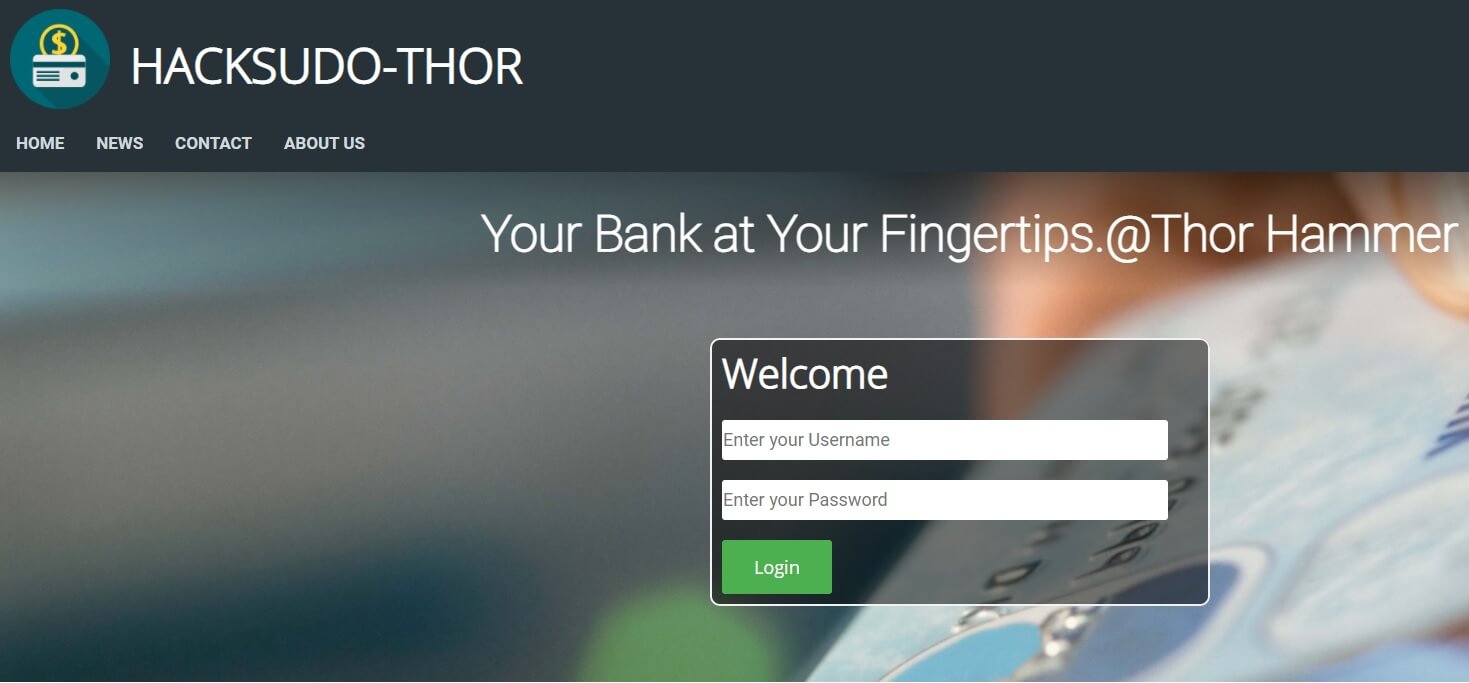 HACKSUDO-THOR
HOME NEWS CONTACT ABOUT US
Your Bank at Your Fingertips.@Thor Hammer
Welcome
Enter your Username
Enter your Password
Login